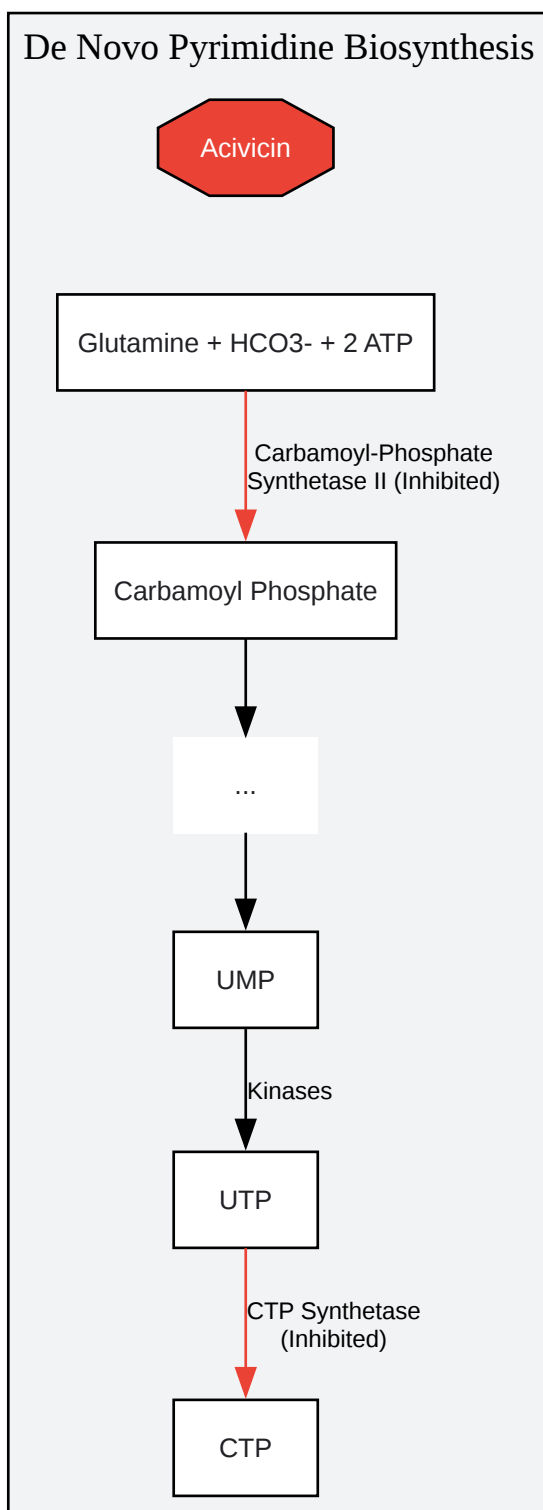 De Novo Pyrimidine Biosynthesis
Acivicin
Glutamine + HCO3- + 2 ATP
Carbamoyl-Phosphate
Synthetase II (Inhibited)
Carbamoyl Phosphate
...
UMP
Kinases
UTP
CTP Synthetase
(Inhibited)
CTP